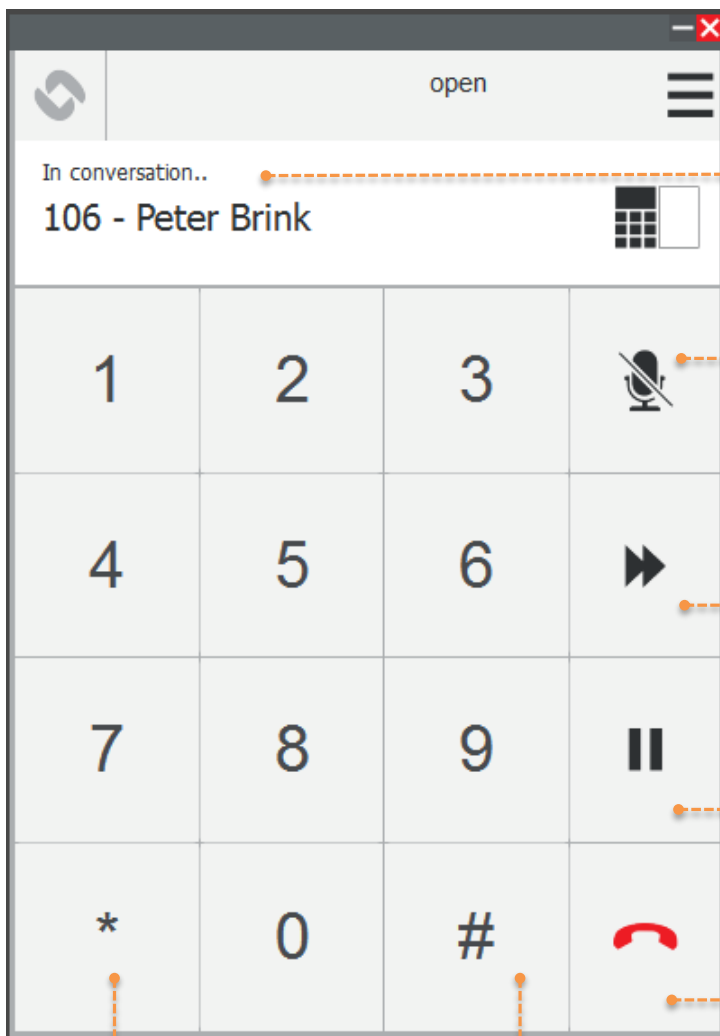 open
In conversation..
106 - Peter Brink
1 2 3
4 5 6
7 8 9
* 0 #